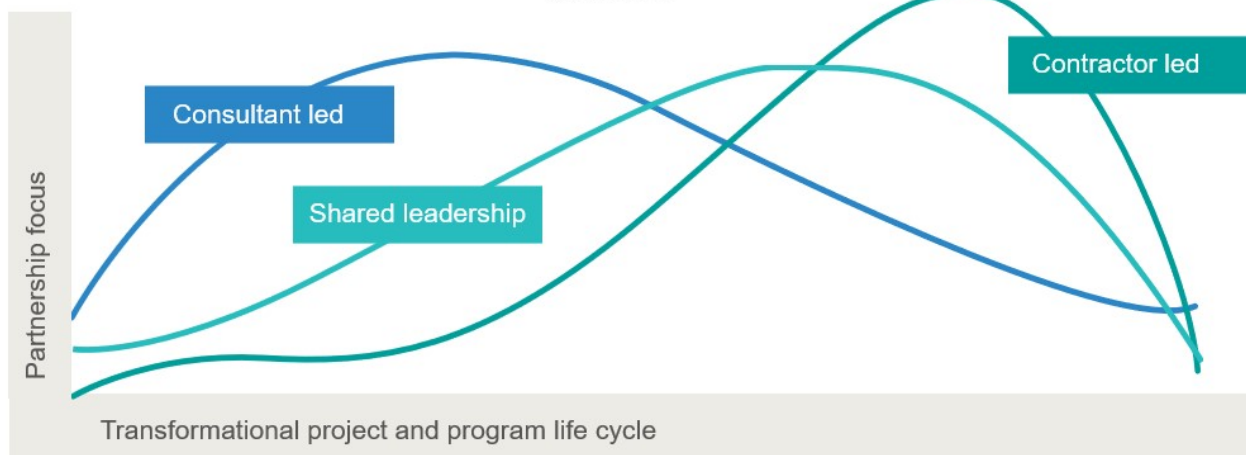 Consultant led
Contractor led
Shared leadership
Partnership focus
Transformational project and program life cycle